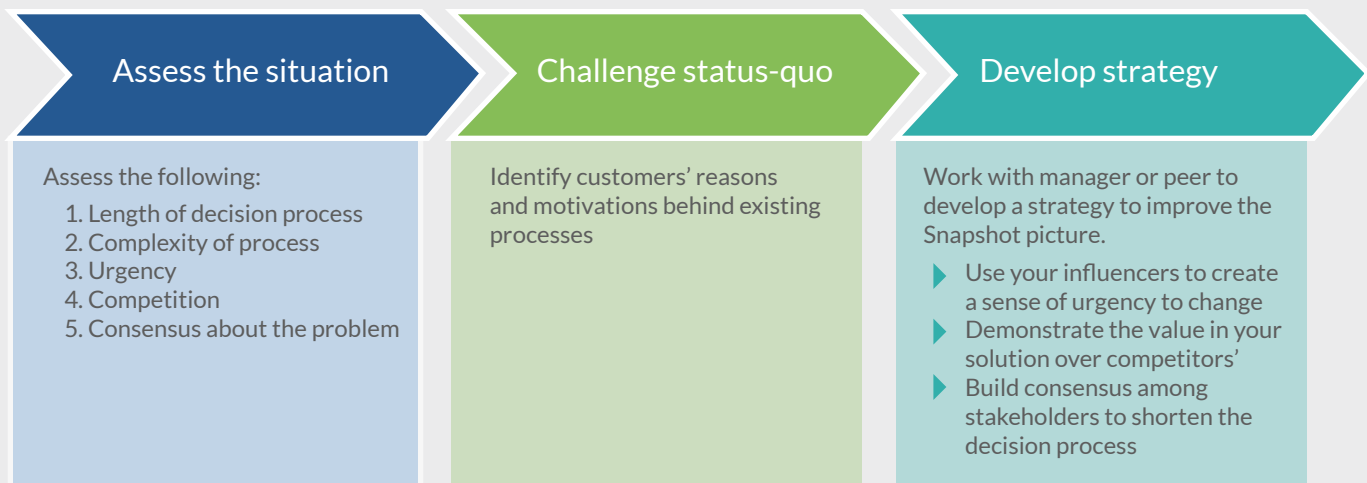 Assess the situation
Assess the following:
1. Length of decision process
2. Complexity of process
3. Urgency
4. Competition
5. Consensus about the problem
Challenge status-quo
Identify customers’ reasons
and motivations behind existing
processes
Develop strategy
Work with manager or peer to
develop a strategy to improve the
Snapshot picture.
Use your influencers to create
a sense of urgency to change
Demonstrate the value in your
solution over competitors’
Build consensus among
stakeholders to shorten the
decision process